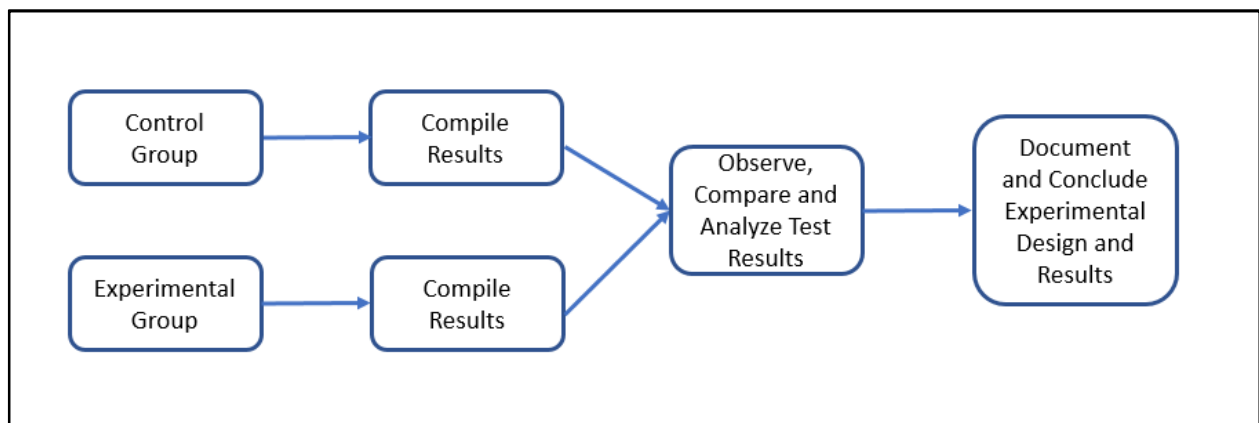 Control
Group
Compile
Results
Experimental
Group
Compile
Results
Observe,
Compare and
Analyze Test
Results
Document
and Conclude
Experimental
Design and
Results